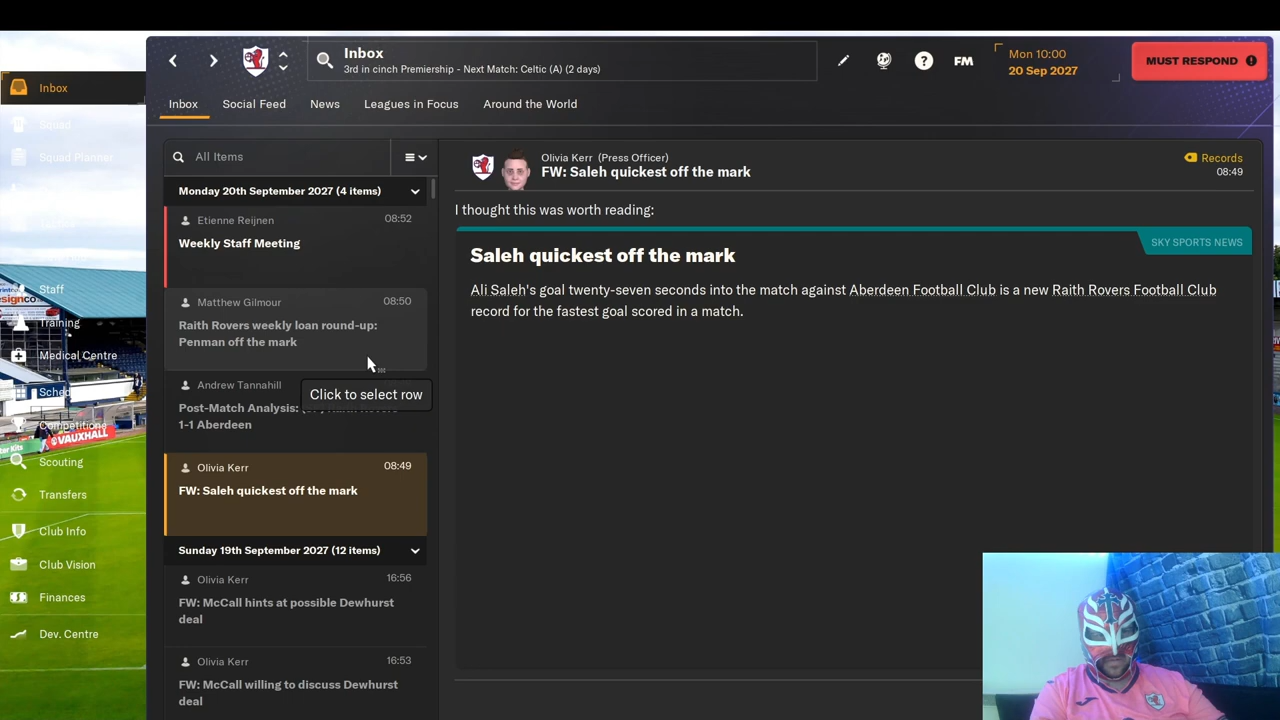 Inbox
3rd in cinch Premiership - Next Match: Celtic (A) (2 days)
?
FM
Mon 10:00
20 Sep 2027
MUST RESPOND
Inbox
Social Feed
News
Leagues in Focus
Around the World
Inbox
Squad
Squad Planner
Staff
Training
Medical Centre
Sched
Competitions
VAUXHALL
Scouting
Transfers
Club Info
Club Vision
Finances
Dev. Centre
All Items
Monday 20th September 2027 (4 items)
Etienne Reijnen 08:52
Weekly Staff Meeting
Matthew Gilmour 08:50
Raith Rovers weekly loan round-up:
Penman off the mark
Click to select row
Andrew Tannahill
Post-Match Analysis:
1-1 Aberdeen
Olivia Kerr 08:49
FW: Saleh quickest off the mark
Sunday 19th September 2027 (12 items)
Olivia Kerr 16:56
FW: McCall hints at possible Dewhurst
deal
Olivia Kerr 16:53
FW: McCall willing to discuss Dewhurst
deal
Olivia Kerr (Press Officer)
FW: Saleh quickest off the mark
Records
08:49
I thought this was worth reading:
SKY SPORTS NEWS
Saleh quickest off the mark
Ali Saleh's goal twenty-seven seconds into the match against Aberdeen Football Club is a new Raith Rovers Football Club
record for the fastest goal scored in a match.